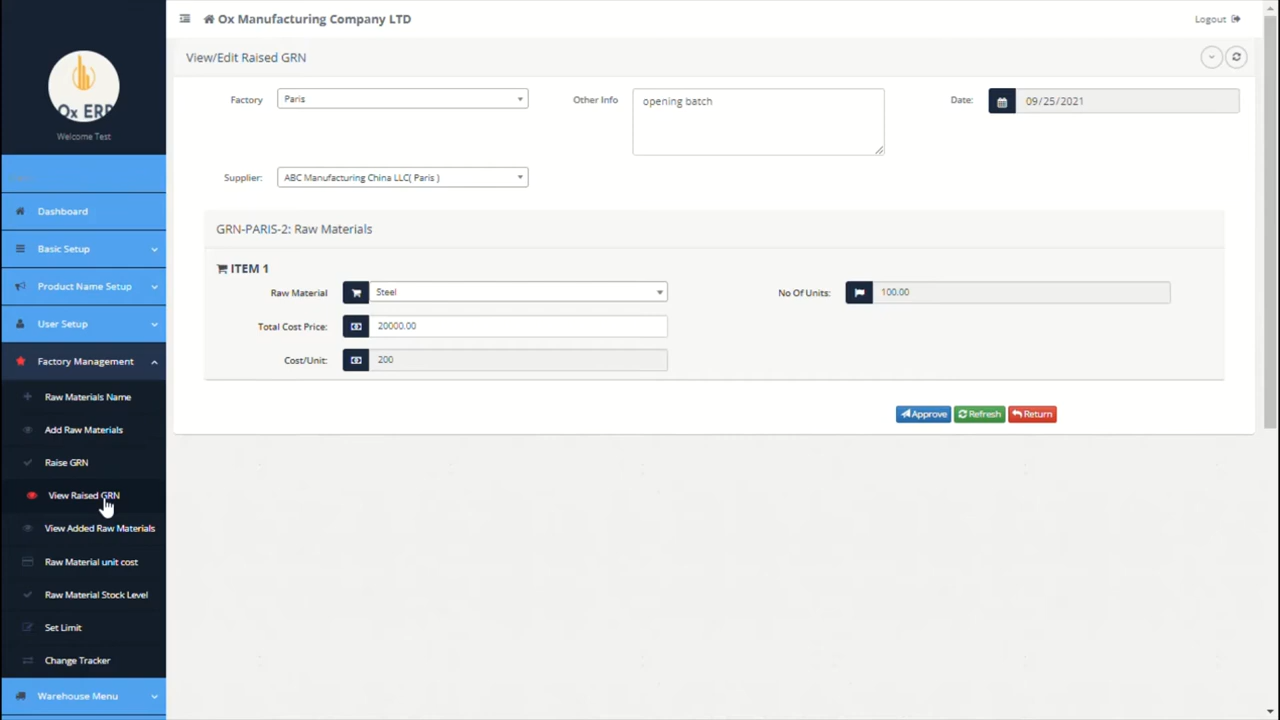 Ox Manufacturing Company LTD
Logout
Ox ERP
Welcome Test
Dashboard
Basic Setup
Product Name Setup
User Setup
Factory Management
Raw Materials Name
Add Raw Materials
Raise GRN
View Raised GRN
View Added Raw Materials
Raw Material unit cost
Raw Material Stock Level
Set Limit
Change Tracker
Warehouse Menu
View/Edit Raised GRN
Factory
Paris
Other Info
opening batch
Date:
09/25/2021
Supplier:
ABC Manufacturing China LLC( Paris )
GRN-PARIS-2: Raw Materials
ITEM 1
Raw Material
Steel
No Of Units:
100.00
Total Cost Price:
20000.00
Cost/Unit:
200
Approve
Refresh
Return